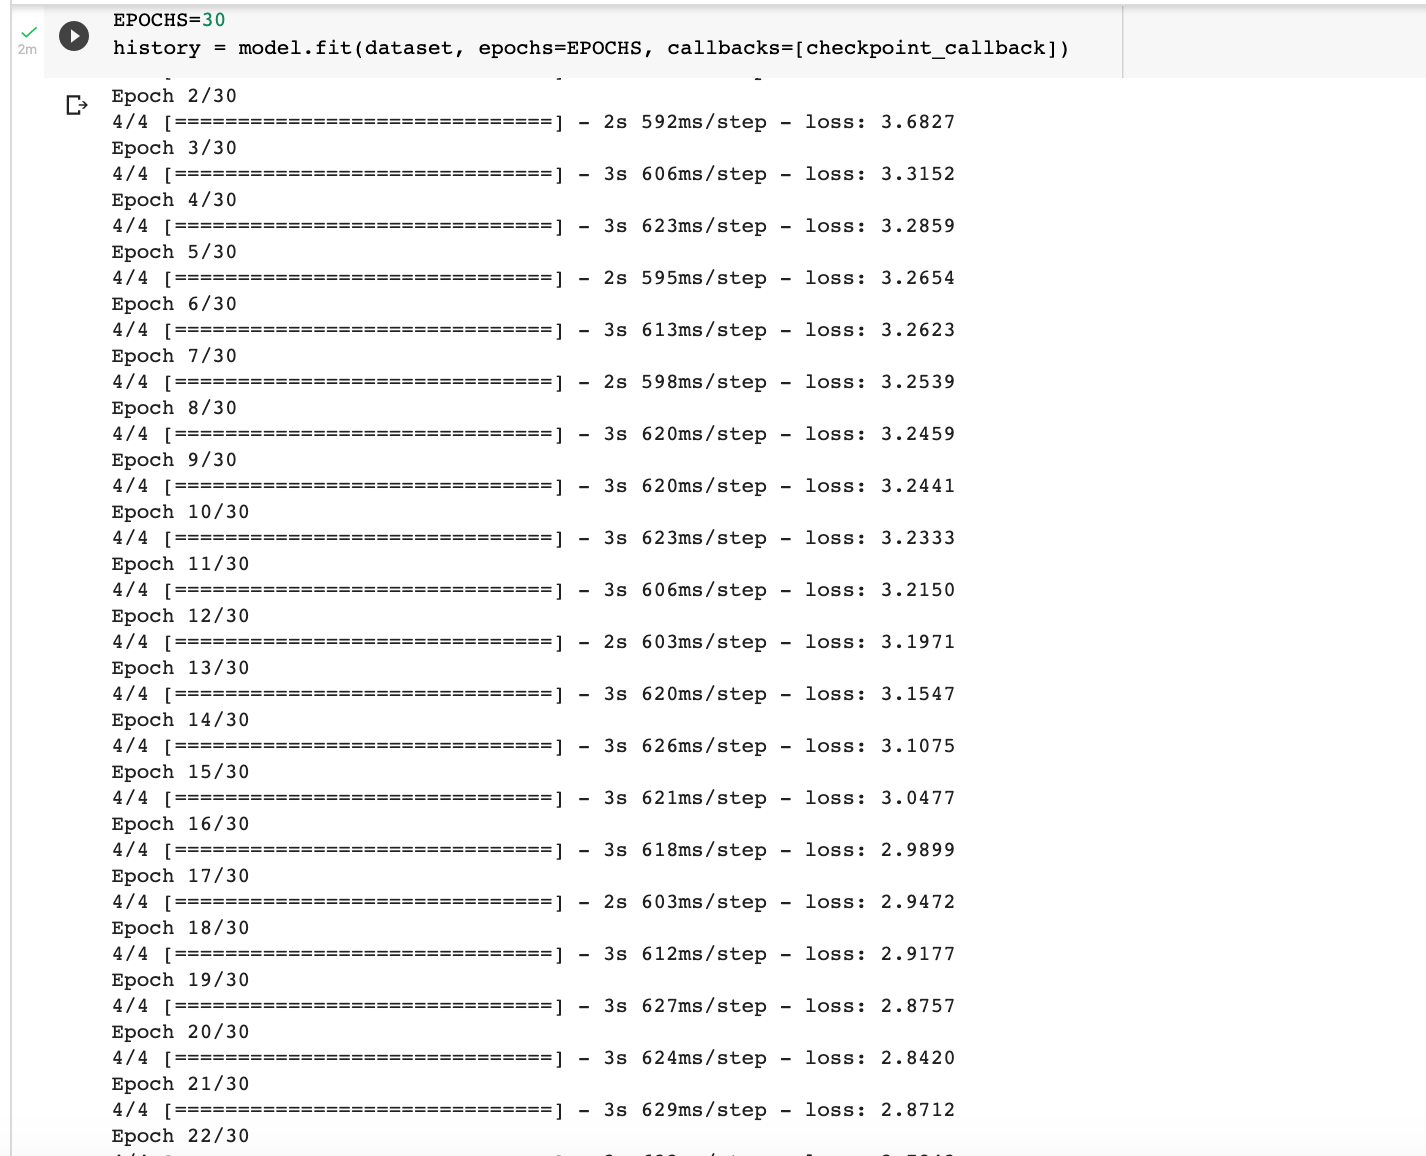 EPOCHS=30
2m
history = model.fit(dataset, epochs=EPOCHS, callbacks=[checkpoint_callback])
Epoch 2/30
4/4 [==============================] - 2s 592ms/step - loss: 3.6827
Epoch 3/30
4/4 [==============================] - 3s 606ms/step - loss: 3.3152
Epoch 4/30
4/4 [==============================] - 3s 623ms/step - loss: 3.2859
Epoch 5/30
4/4 [==============================] - 2s 595ms/step - loss: 3.2654
Epoch 6/30
4/4 [==============================] - 3s 613ms/step - loss: 3.2623
Epoch 7/30
4/4 [==============================] - 2s 598ms/step - loss: 3.2539
Epoch 8/30
4/4 [==============================] - 3s 620ms/step - loss: 3.2459
Epoch 9/30
4/4 [==============================] - 3s 620ms/step - loss: 3.2441
Epoch 10/30
4/4 [==============================] - 3s 623ms/step - loss: 3.2333
Epoch 11/30
4/4 [==============================] - 3s 606ms/step - loss: 3.2150
Epoch 12/30
4/4 [==============================] - 2s 603ms/step - loss: 3.1971
Epoch 13/30
4/4 [==============================] - 3s 620ms/step - loss: 3.1547
Epoch 14/30
4/4 [==============================] - 3s 626ms/step - loss: 3.1075
Epoch 15/30
4/4 [==============================] - 3s 621ms/step - loss: 3.0477
Epoch 16/30
4/4 [==============================] - 3s 618ms/step - loss: 2.9899
Epoch 17/30
4/4 [==============================] - 2s 603ms/step - loss: 2.9472
Epoch 18/30
4/4 [==============================] - 3s 612ms/step - loss: 2.9177
Epoch 19/30
4/4 [==============================] - 3s 627ms/step - loss: 2.8757
Epoch 20/30
4/4 [==============================] - 3s 624ms/step - loss: 2.8420
Epoch 21/30
4/4 [==============================] - 3s 629ms/step - loss: 2.8712
Epoch 22/30